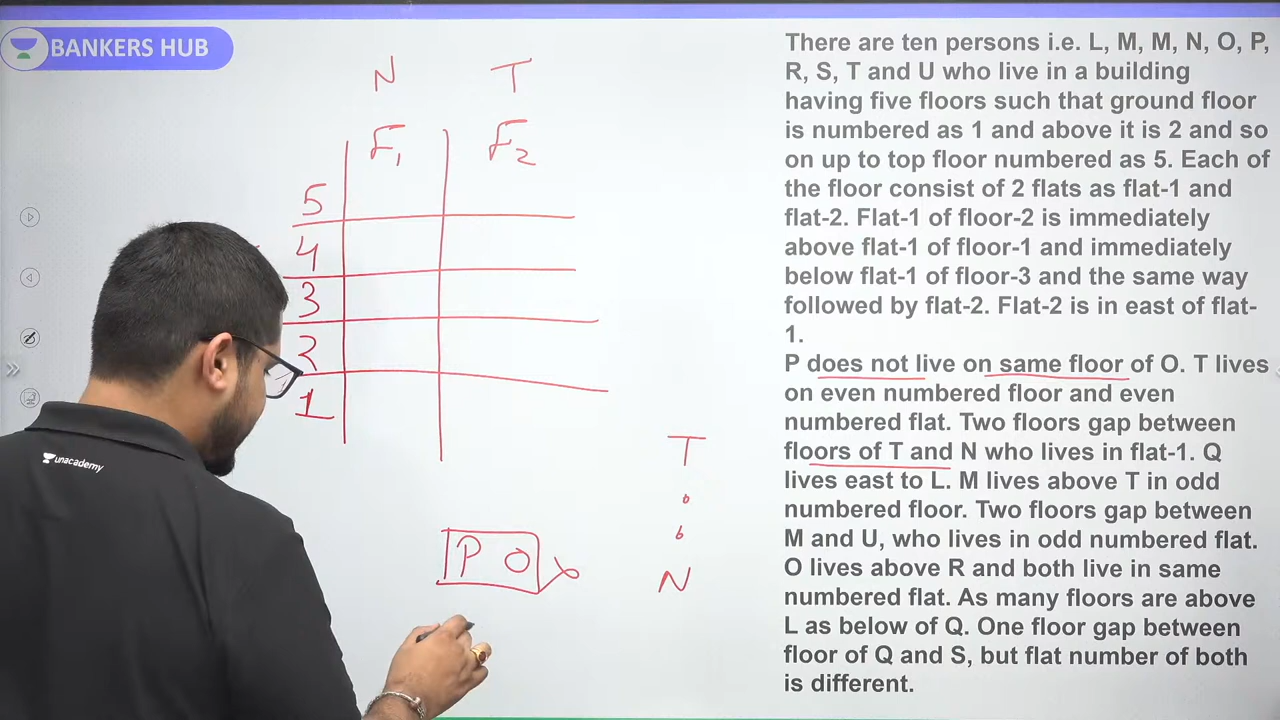 BANKERS HUB
N T
F1 F2
5
4
3
2
1
T
N
P O
unacademy
There are ten persons i.e. L, M, M, N, O, P,
R, S, T and U who live in a building
having five floors such that ground floor
is numbered as 1 and above it is 2 and so
on up to top floor numbered as 5. Each of
the floor consist of 2 flats as flat-1 and
flat-2. Flat-1 of floor-2 is immediately
above flat-1 of floor-1 and immediately
below flat-1 of floor-3 and the same way
followed by flat-2. Flat-2 is in east of flat-
1.
P does not live on same floor of O. T lives
on even numbered floor and even
numbered flat. Two floors gap between
floors of T and N who lives in flat-1. Q
lives east to L. M lives above T in odd
numbered floor. Two floors gap between
M and U, who lives in odd numbered flat.
O lives above R and both live in same
numbered flat. As many floors are above
L as below of Q. One floor gap between
floor of Q and S, but flat number of both
is different.